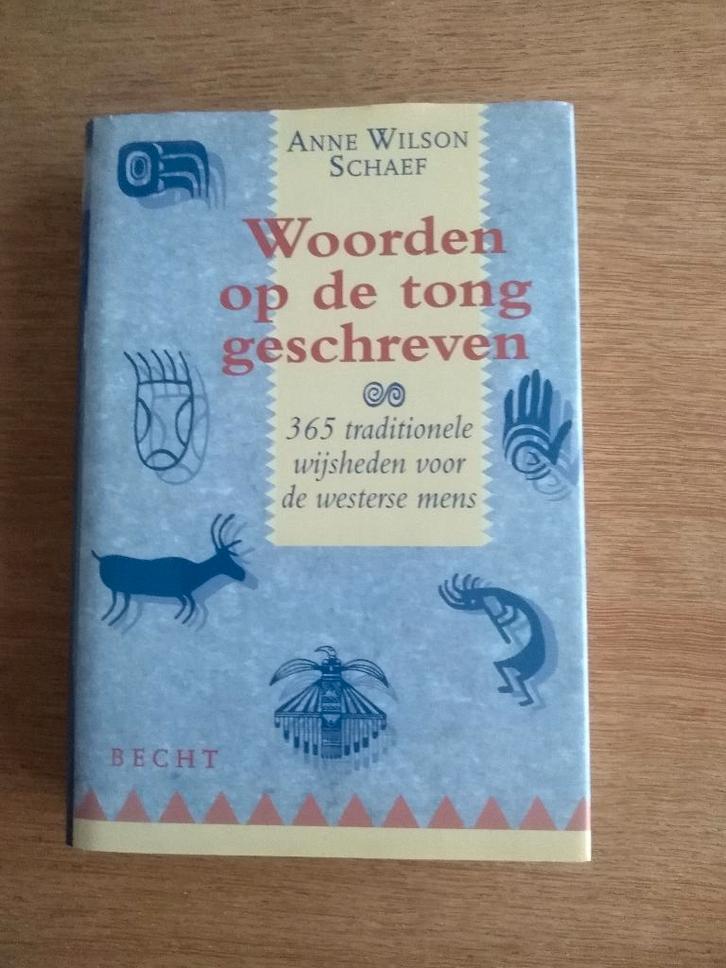 ANNE WILSON
SCHAEF
Woorden
op de tong
geschreven
365 traditionele
wijsheden voor
de westerse mens
BECHT